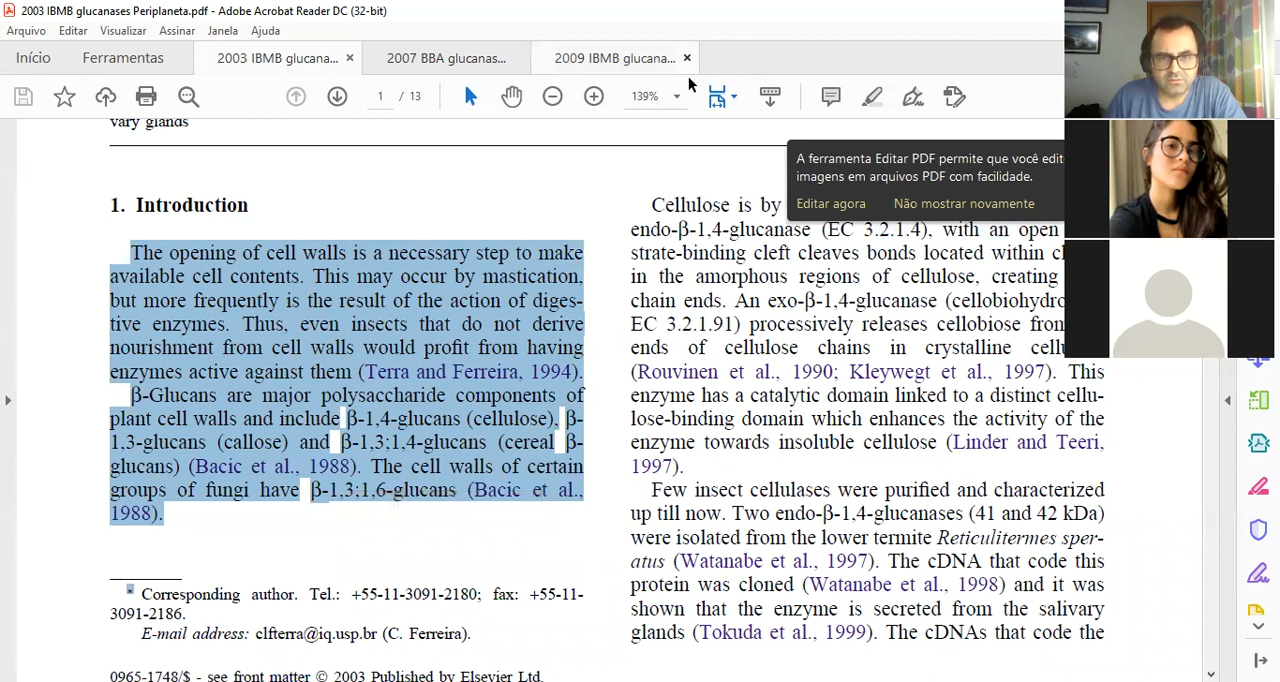 2003 IBMB glucanases Periplaneta.pdf - Adobe Acrobat Reader DC (32-bit)
Arquivo Editar Visualizar Assinar Janela Ajuda
Início Ferramentas 2003 IBMB glucana... × 2007 BBA glucanas... 2009 IBMB glucana... ×
1 / 13 139%
vary glands
A ferramenta Editar PDF permite que você edit
imagens em arquivos PDF com facilidade.
Editar agora Não mostrar novamente
1. Introduction
The opening of cell walls is a necessary step to make
available cell contents. This may occur by mastication,
but more frequently is the result of the action of diges-
tive enzymes. Thus, even insects that do not derive
nourishment from cell walls would profit from having
enzymes active against them (Terra and Ferreira, 1994).
β-Glucans are major polysaccharide components of
plant cell walls and include β-1,4-glucans (cellulose), β-
1,3-glucans (callose) and β-1,3;1,4-glucans (cereal β-
glucans) (Bacic et al., 1988). The cell walls of certain
groups of fungi have β-1,3;1,6-glucans (Bacic et al.,
1988).
* Corresponding author. Tel.: +55-11-3091-2180; fax: +55-11-
3091-2186.
E-mail address: clfterra@iq.usp.br (C. Ferreira).
0965-1748/$ - see front matter © 2003 Published by Elsevier Ltd.
Cellulose is by
endo-β-1,4-glucanase (EC 3.2.1.4), with an open
strate-binding cleft cleaves bonds located within c
in the amorphous regions of cellulose, creating
chain ends. An exo-β-1,4-glucanase (cellobiohydro
EC 3.2.1.91) processively releases cellobiose from
ends of cellulose chains in crystalline cell
(Rouvinen et al., 1990; Kleywegt et al., 1997). This
enzyme has a catalytic domain linked to a distinct cellu-
lose-binding domain which enhances the activity of the
enzyme towards insoluble cellulose (Linder and Teeri,
1997).
Few insect cellulases were purified and characterized
up till now. Two endo-β-1,4-glucanases (41 and 42 kDa)
were isolated from the lower termite Reticulitermes sper-
atus (Watanabe et al., 1997). The cDNA that code this
protein was cloned (Watanabe et al., 1998) and it was
shown that the enzyme is secreted from the salivary
glands (Tokuda et al., 1999). The cDNAs that code the